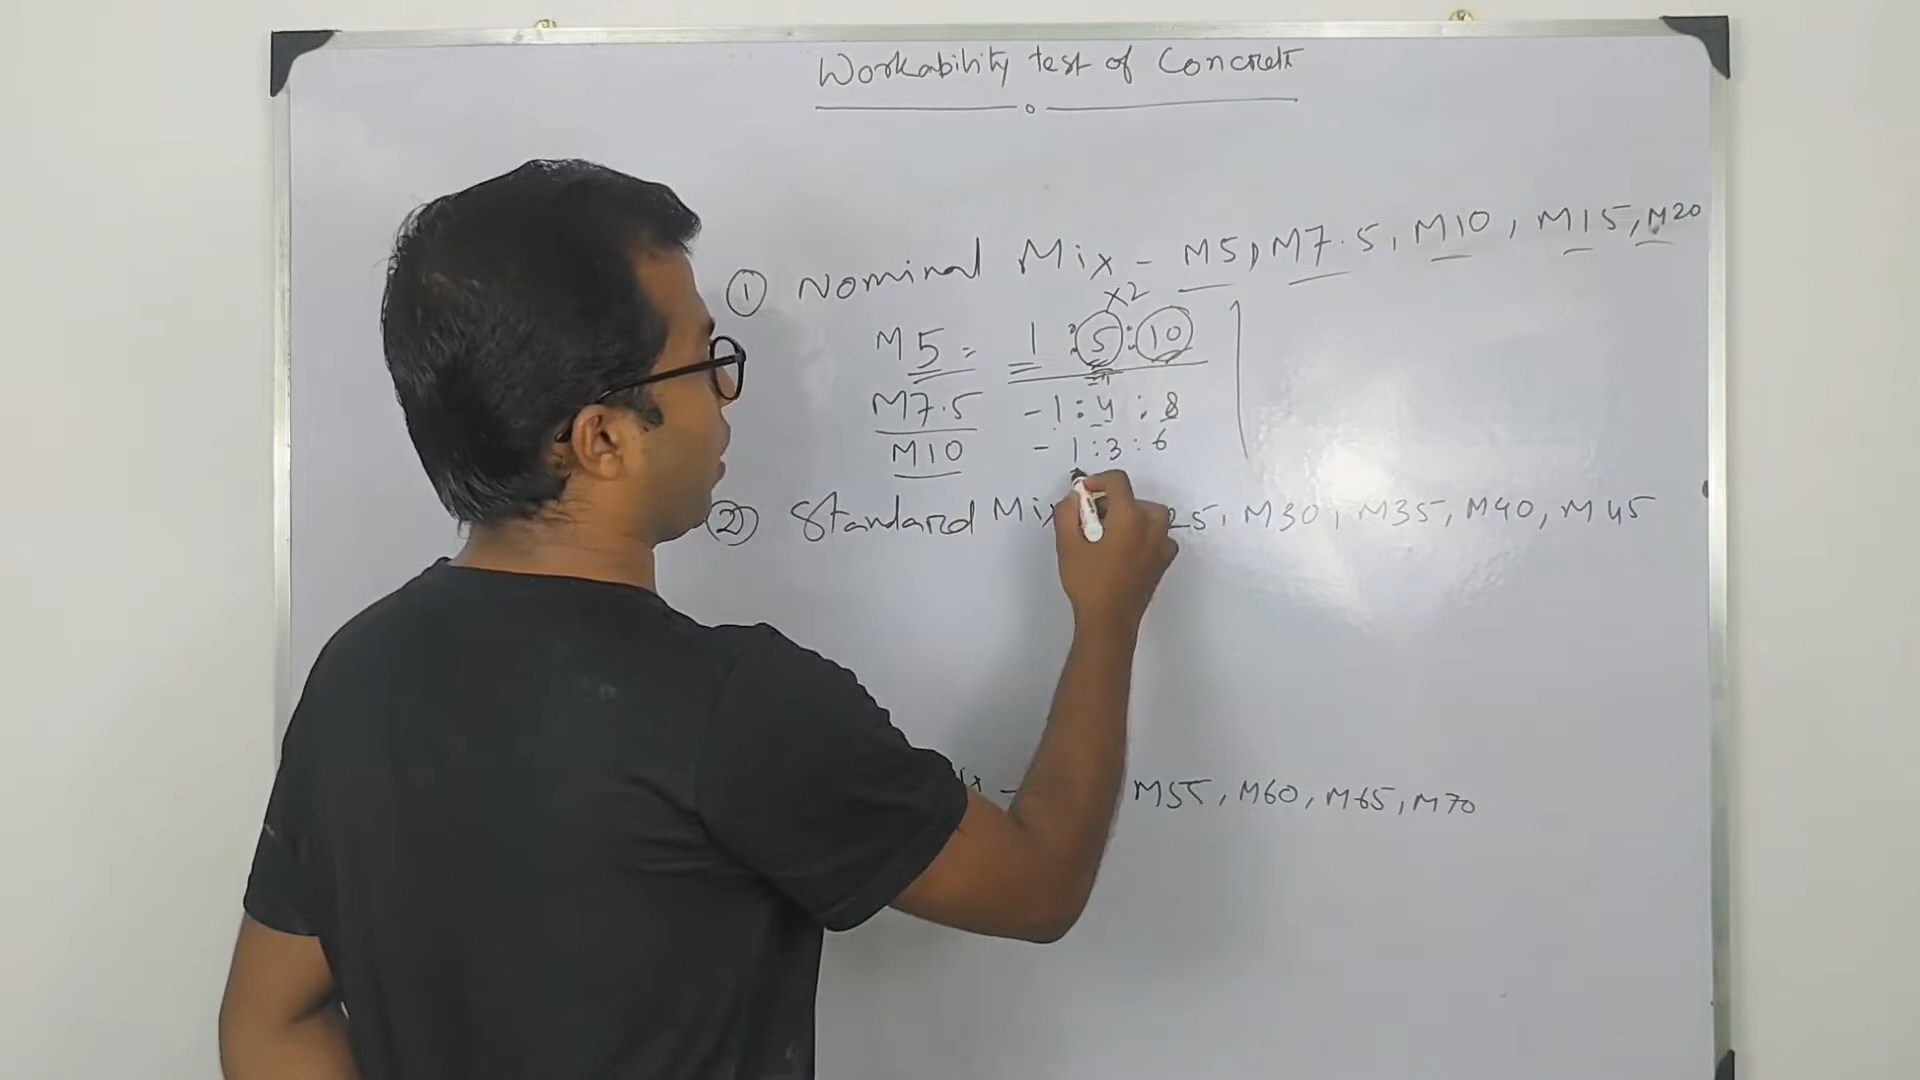 Workability test of Concrete
① Nominal Mix - M5, M7.5, M10, M15, M20
x2
M5 = 1 : 5 : 10
M7.5 - 1 : 4 : 8
M10 - 1 : 3 : 6
② Standard Mix 25, M30, M35, M40, M45
- M55, M60, M65, M70